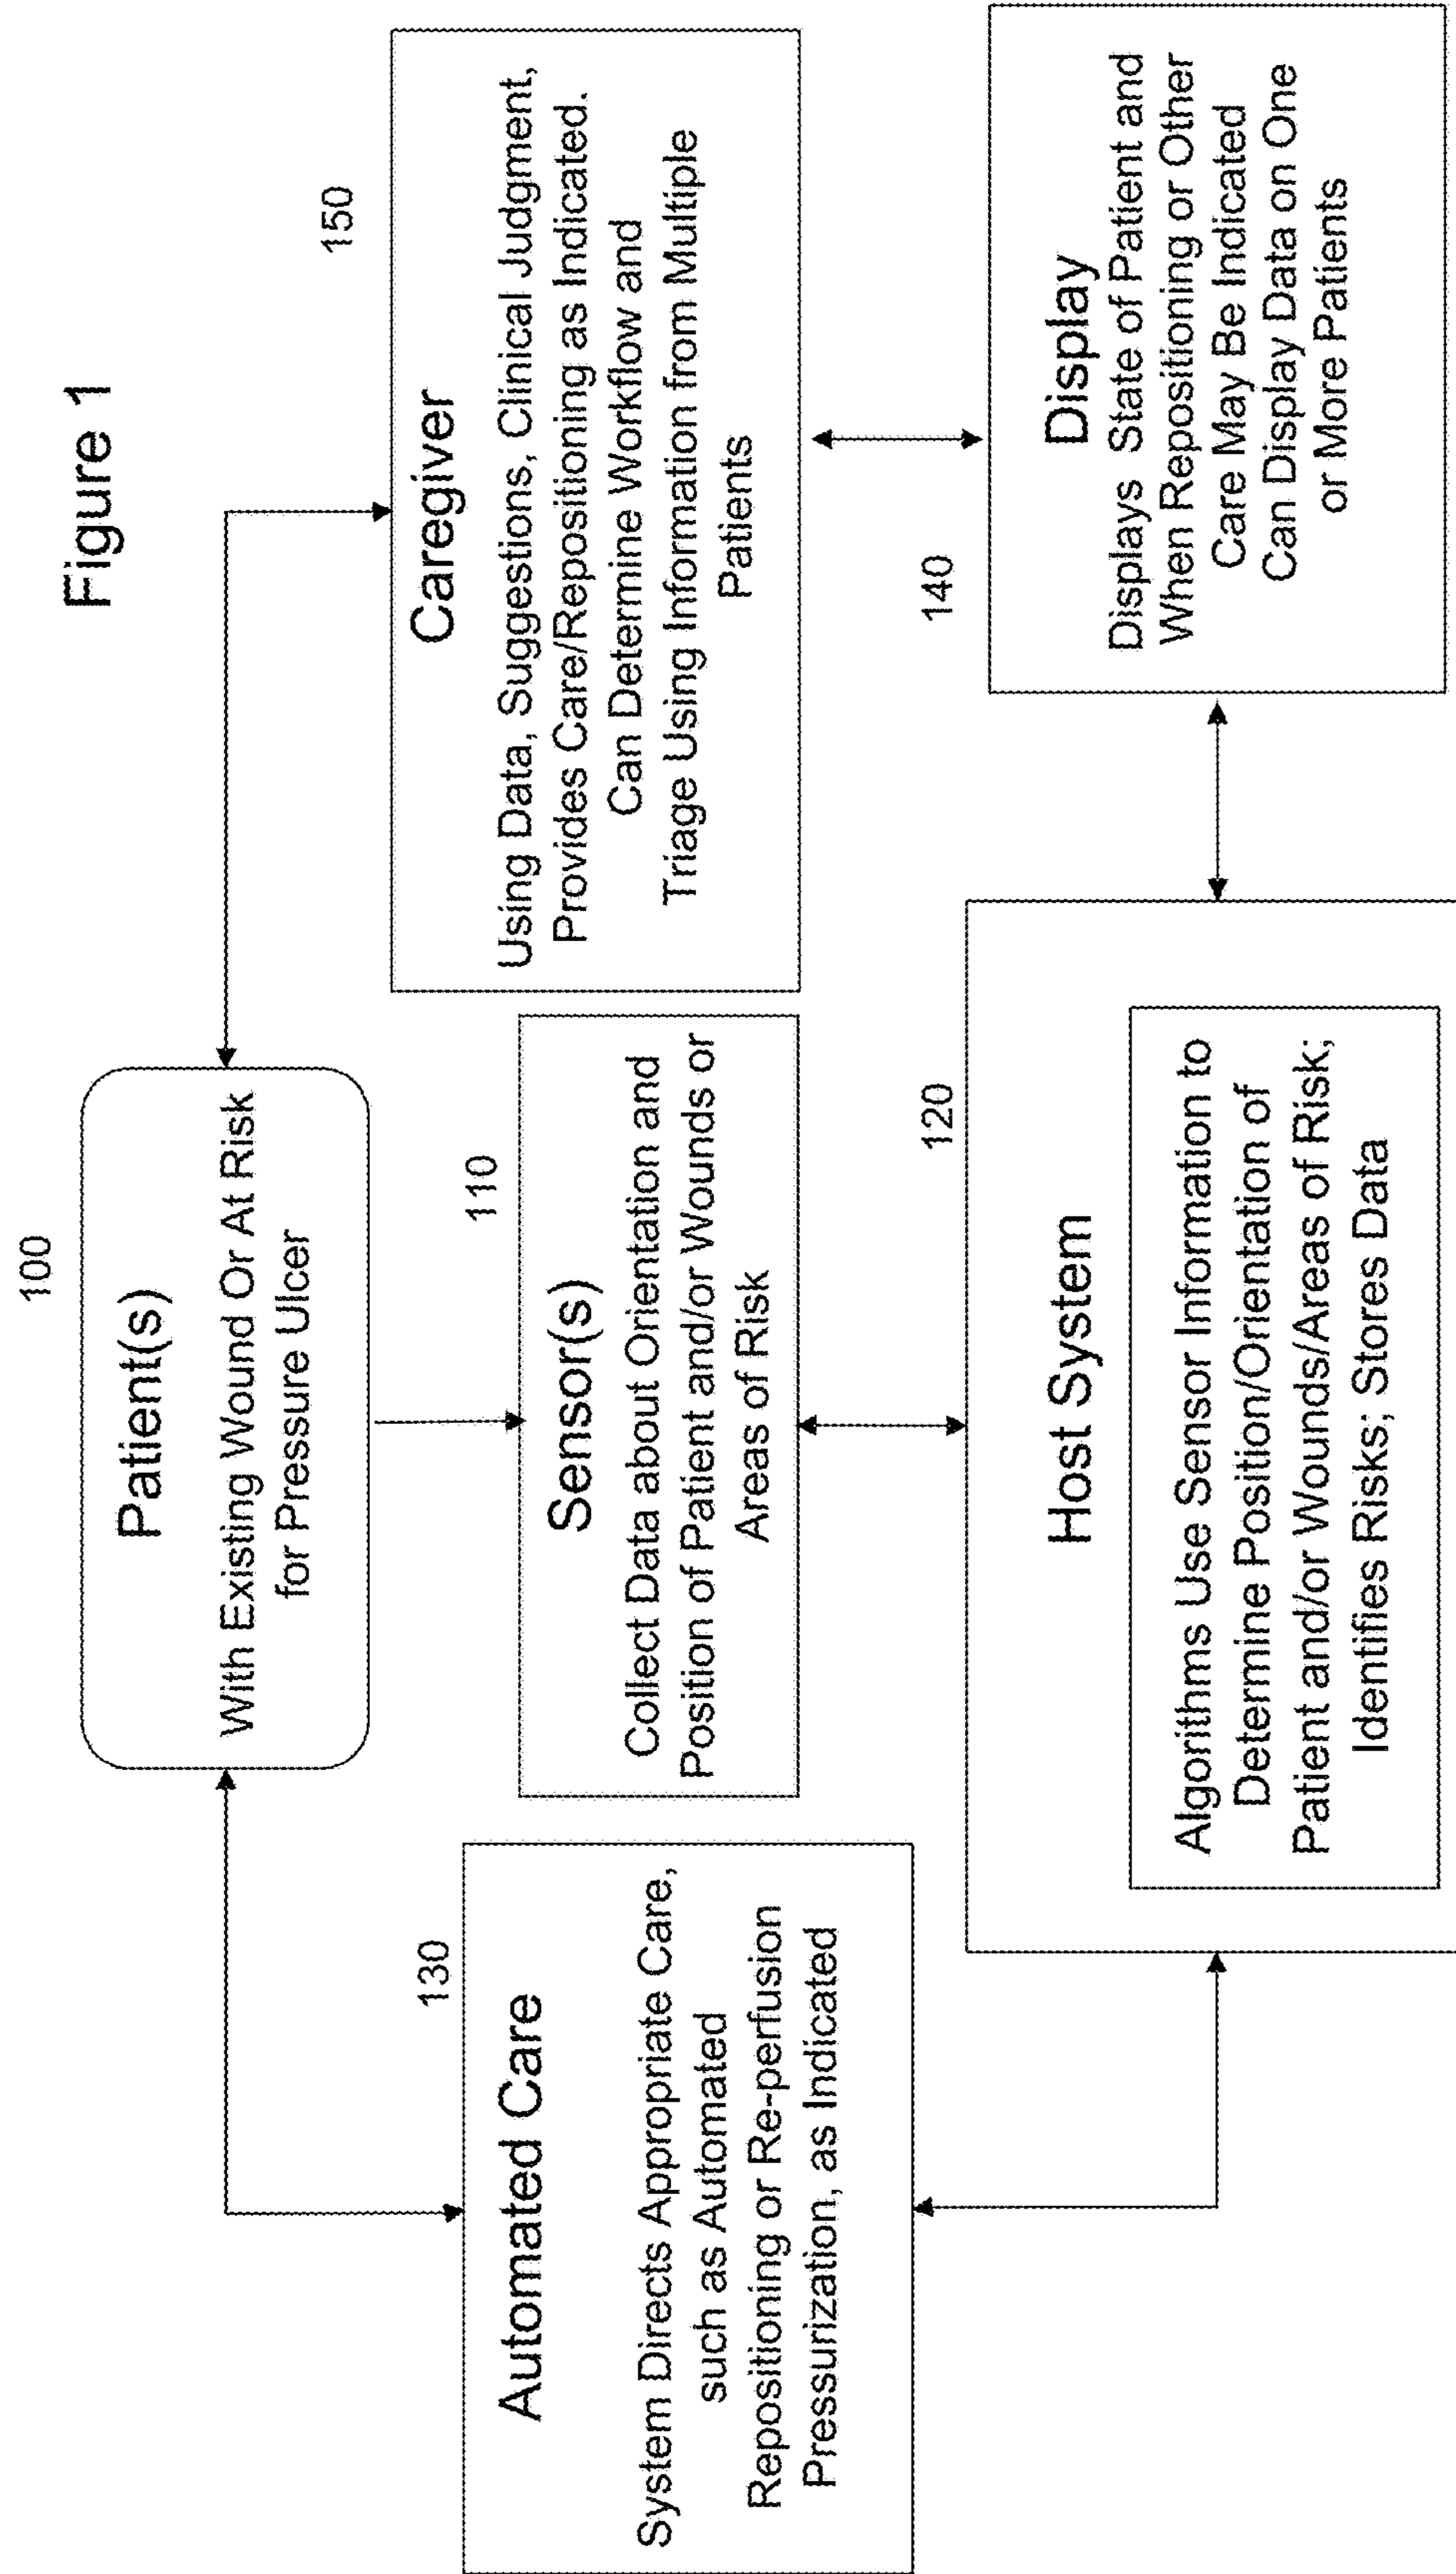 Figure 1
100
Patient(s)
With Existing Wound Or At Risk
for Pressure Ulcer
130
Automated Care
System Directs Appropriate Care,
such as Automated
Repositioning or Re-perfusion
Pressurization, as Indicated
110
Sensor(s)
Collect Data about Orientation and
Position of Patient and/or Wounds or
Areas of Risk
150
Caregiver
Using Data, Suggestions, Clinical Judgment,
Provides Care/Repositioning as Indicated.
Can Determine Workflow and
Triage Using Information from Multiple
Patients
120
Host System
Algorithms Use Sensor Information to
Determine Position/Orientation of
Patient and/or Wounds/Areas of Risk;
Identifies Risks; Stores Data
140
Display
Displays State of Patient and
When Repositioning or Other
Care May Be Indicated
Can Display Data on One
or More Patients